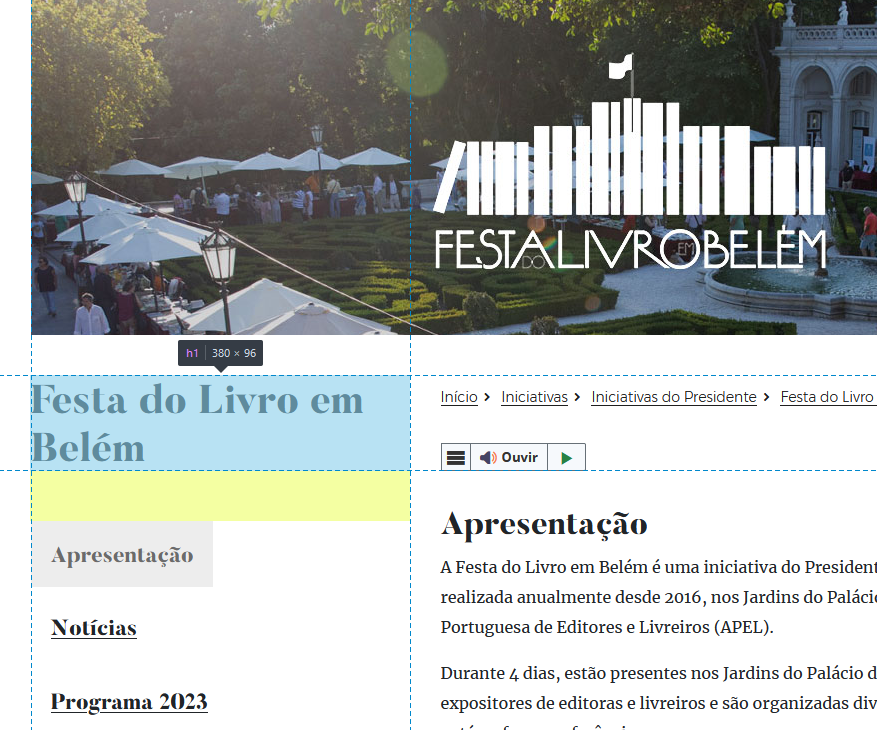 FESTA DO LIVRO EM BELÉM
h1 380 × 96
Festa do Livro em
Belém
Início Iniciativas Iniciativas do Presidente Festa do Livro
Ouvir
Apresentação
Notícias
Programa 2023
Apresentação
A Festa do Livro em Belém é uma iniciativa do President
realizada anualmente desde 2016, nos Jardins do Paláci
Portuguesa de Editores e Livreiros (APEL).
Durante 4 dias, estão presentes nos Jardins do Palácio d
expositores de editoras e livreiros e são organizadas div